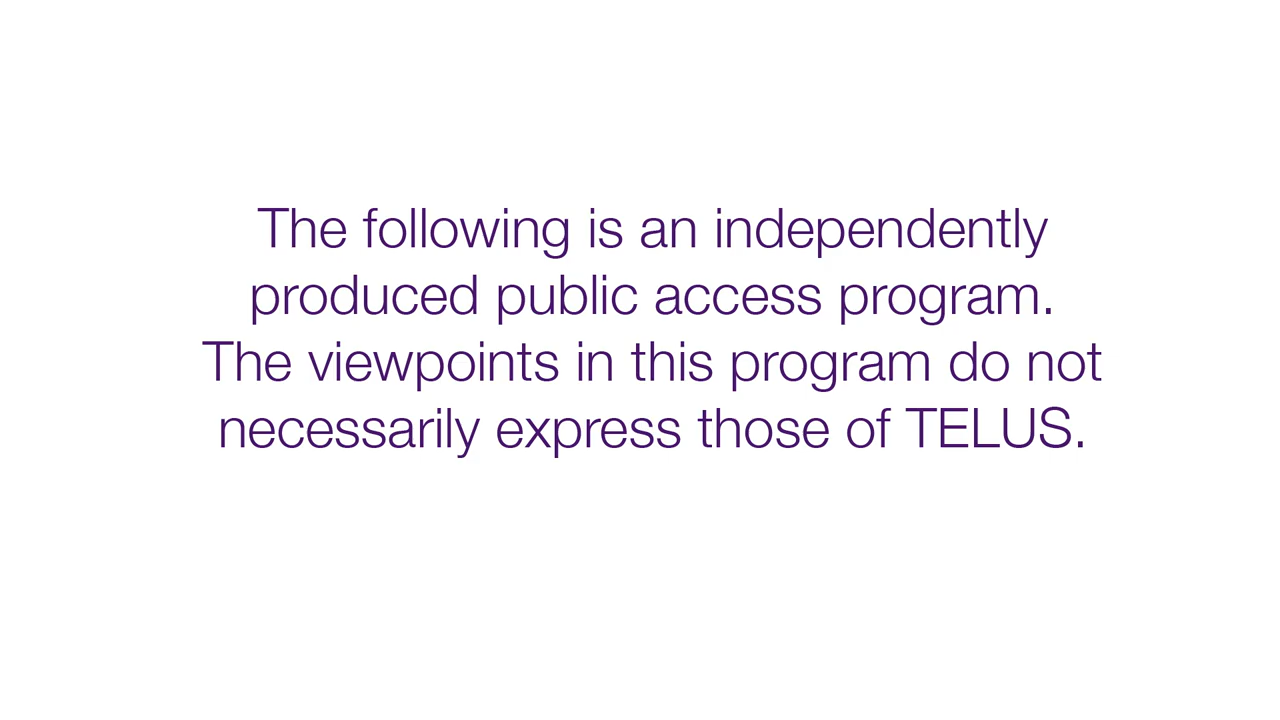 The following is an independently
produced public access program.
The viewpoints in this program do not
necessarily express those of TELUS.